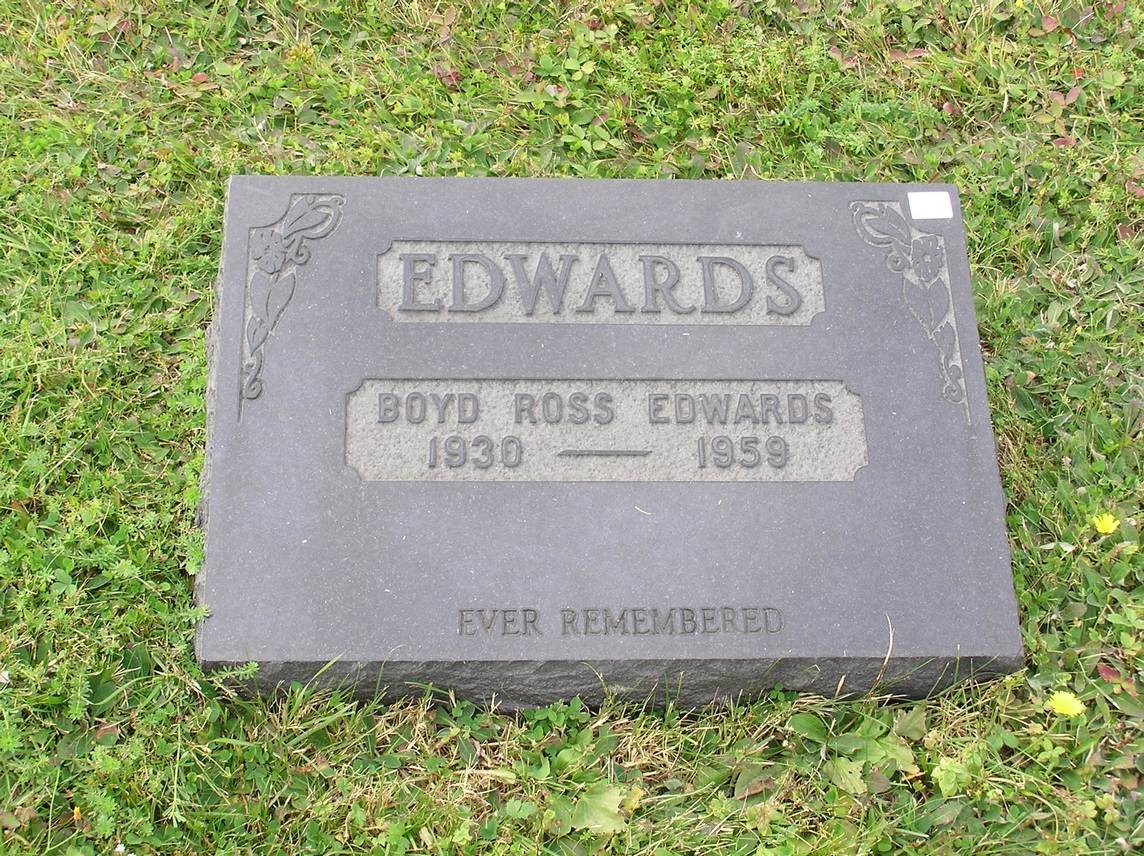 EDWARDS
BOYD ROSS EDWARDS
1930 — 1959
EVER REMEMBERED